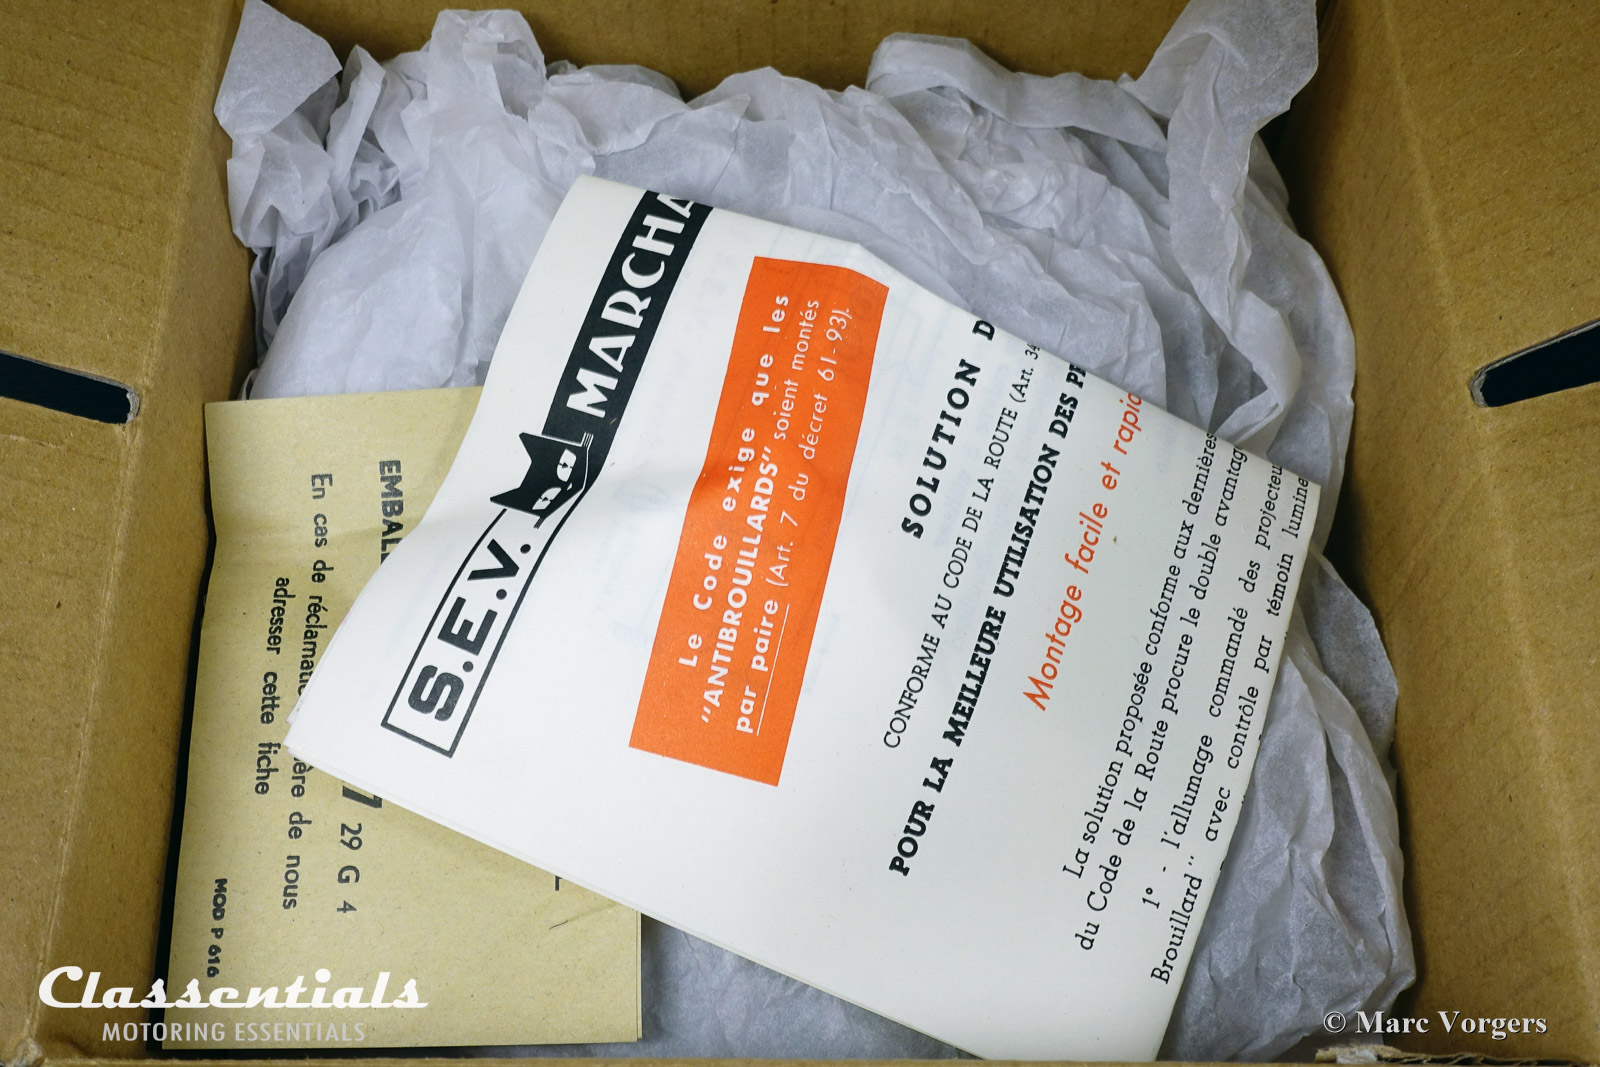 S.E.V. MARCHA
Le Code exige que les
"ANTIBROUILLARDS" soient montés
par paire (Art. 7 du décret 61-93).
SOLUTION D
CONFORME AU CODE DE LA ROUTE (Art. 34
POUR LA MEILLEURE UTILISATION DES PR
Montage facile et rapid
La solution proposée conforme aux dernières
du Code de la Route procure le double avantag
1° - l'allumage commandé des projecteu
Brouillard" avec contrôle par témoin lumine
EMBAL
En cas de réclamati
ère de nous
adresser cette fiche
29 G 4
MOD P 616
Classentials
MOTORING ESSENTIALS
© Marc Vorgers